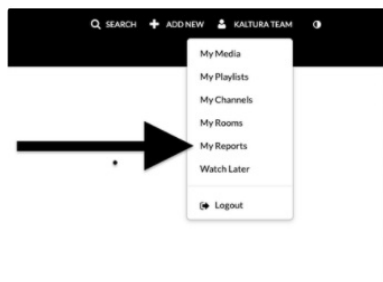 SEARCH ADD NEW KALTURA TEAM
My Media
My Playlists
My Channels
My Rooms
My Reports
Watch Later
Logout